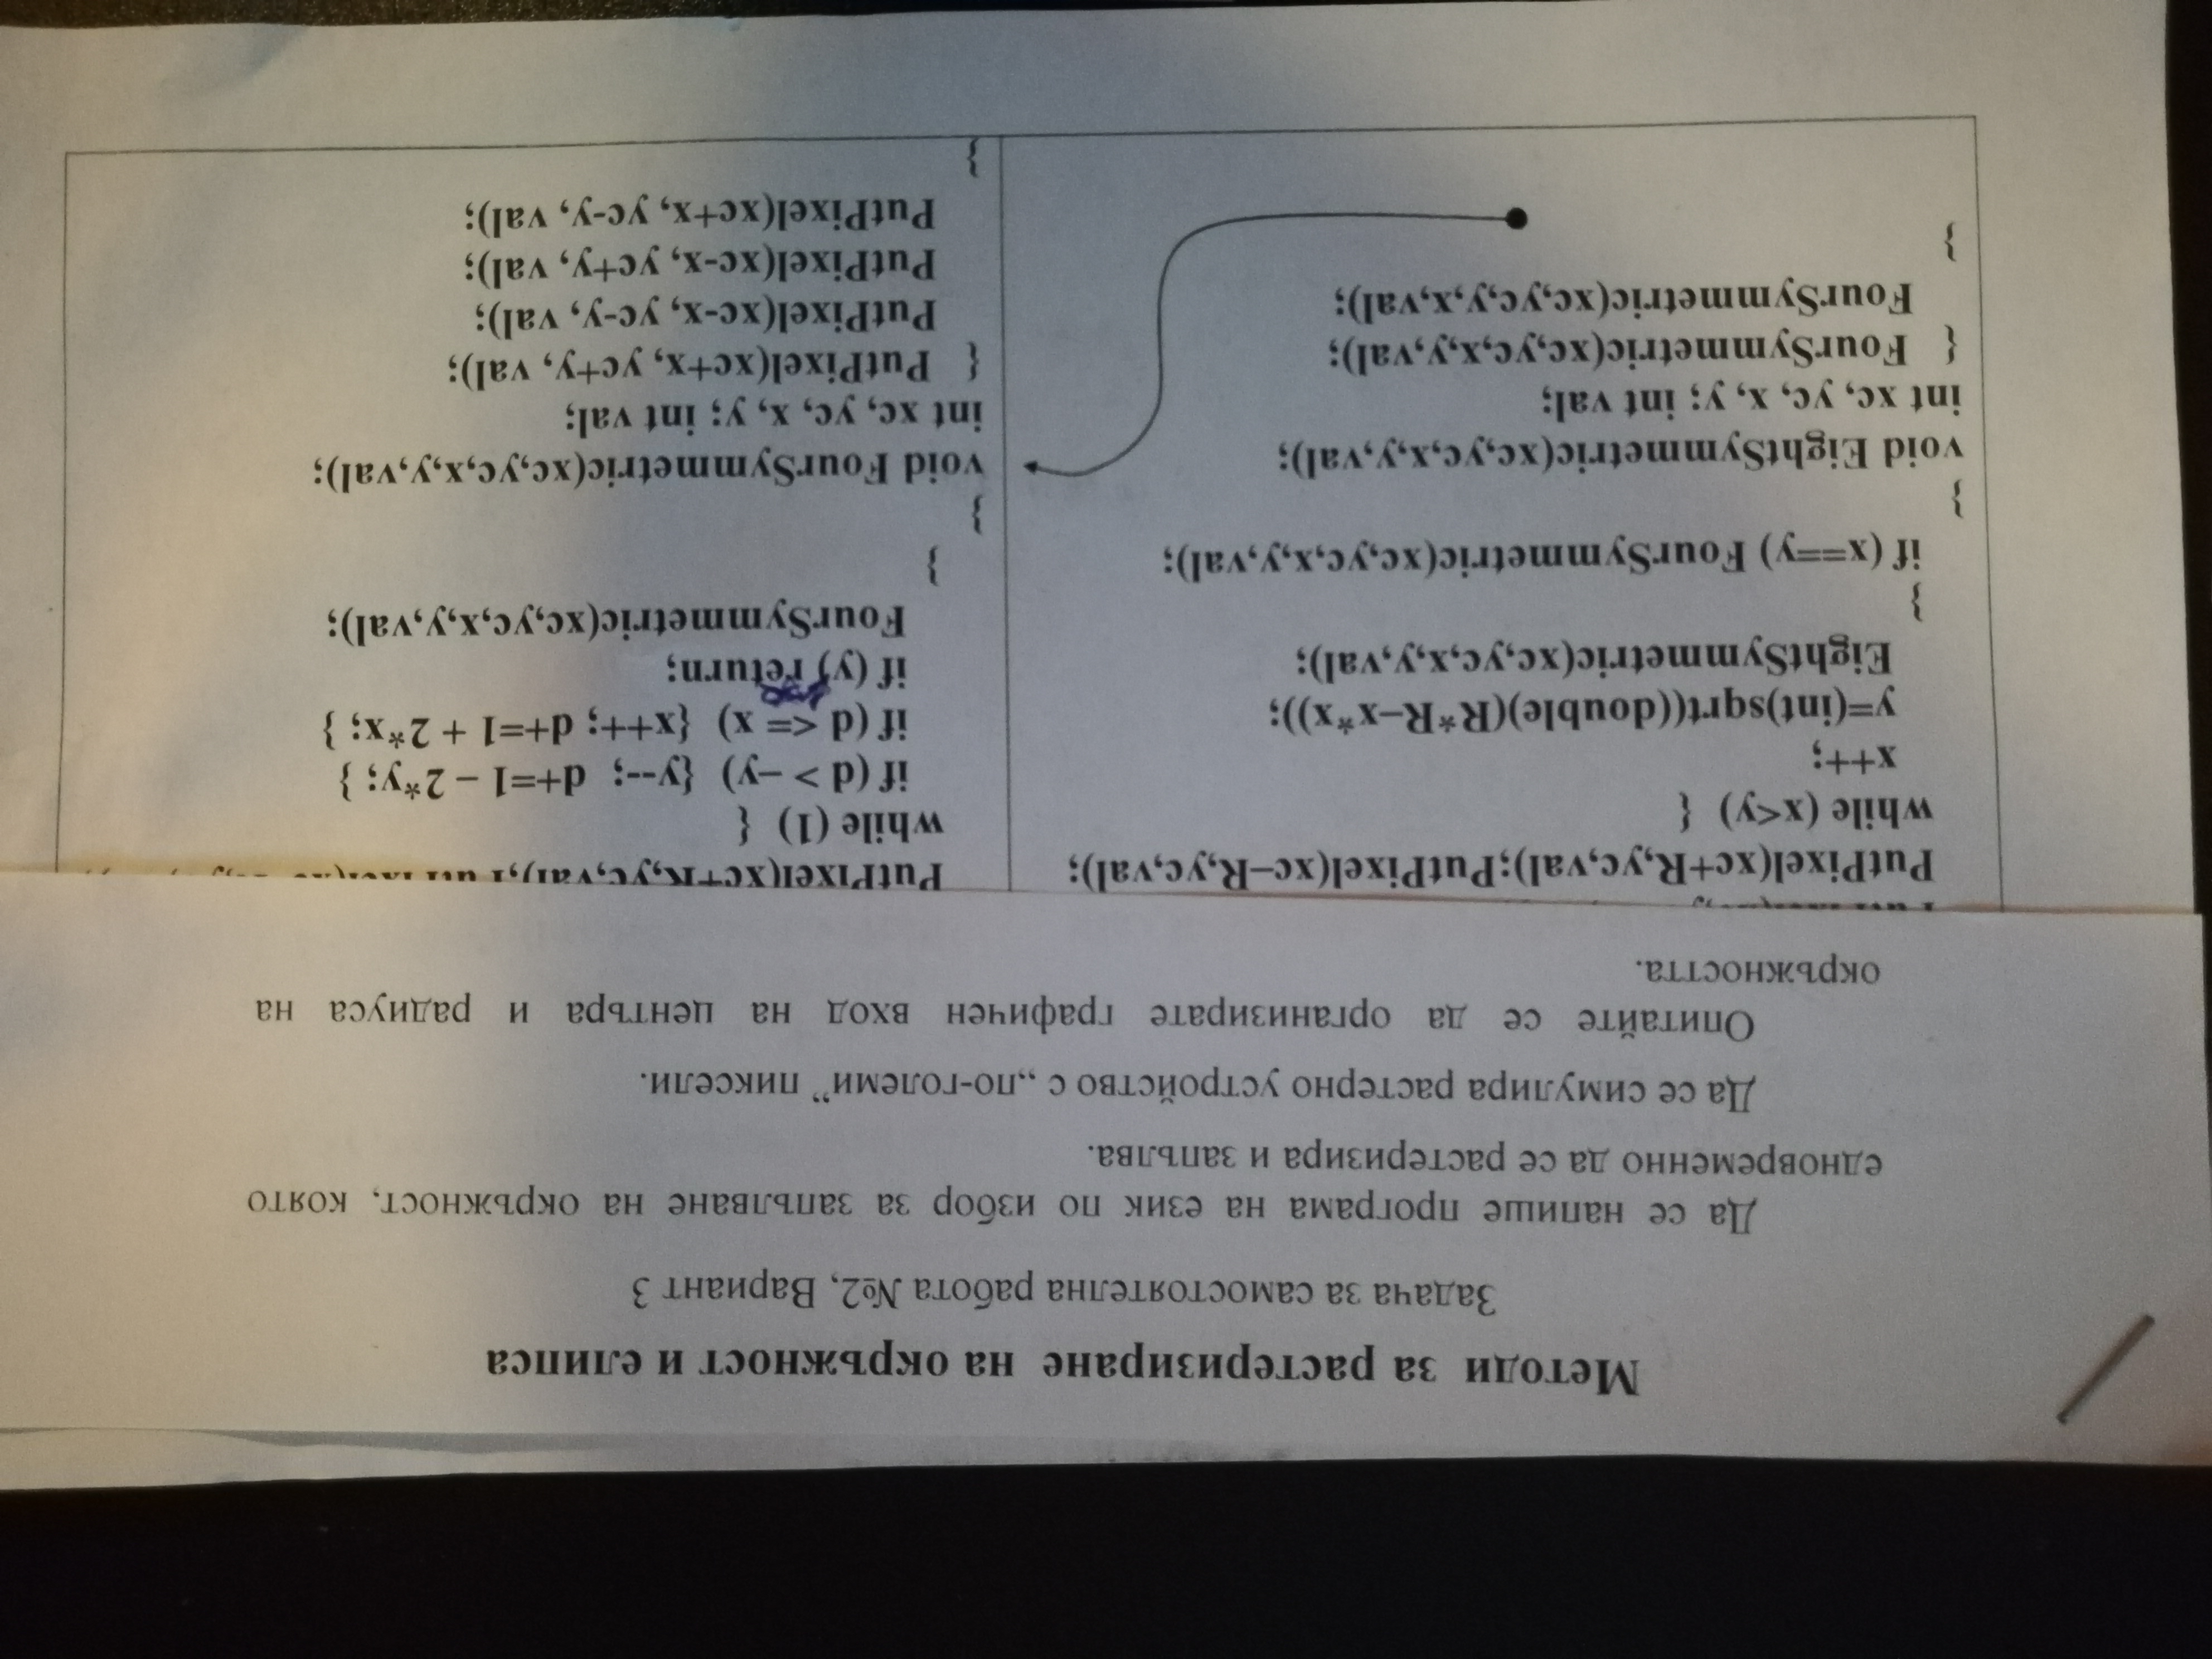 Методи за растеризиране на окръжност и елипса
Задача за самостоятелна работа №2, Вариант 3
Да се напише програма на език по избор за запълване на окръжност, която
едновременно да се растеризира и запълва.
Да се симулира растерно устройство с „по-големи” пиксели.
Опитайте се да организирате графичен вход на центъра и радиуса на
окръжността.
PutPixel(xc+R,yc,val);PutPixel(xc–R,yc,val);
while (x<y) {
x++;
y=(int)sqrt((double)(R*R–x*x));
EightSymmetric(xc,yc,x,y,val);
}
if (x==y) FourSymmetric(xc,yc,x,y,val);
}
void EightSymmetric(xc,yc,x,y,val);
int xc, yc, x, y; int val;
{ FourSymmetric(xc,yc,x,y,val);
FourSymmetric(xc,yc,y,x,val);
}
PutPixel(xc+R,yc,val);
while (1) {
if (d > –y) {y--; d+=1 – 2*y; }
if (d <= x) {x++; d+=1 + 2*x; }
if (y) return;
FourSymmetric(xc,yc,x,y,val);
}
}
void FourSymmetric(xc,yc,x,y,val);
int xc, yc, x, y; int val;
{ PutPixel(xc+x, yc+y, val);
PutPixel(xc-x, yc-y, val);
PutPixel(xc-x, yc+y, val);
PutPixel(xc+x, yc-y, val);
}